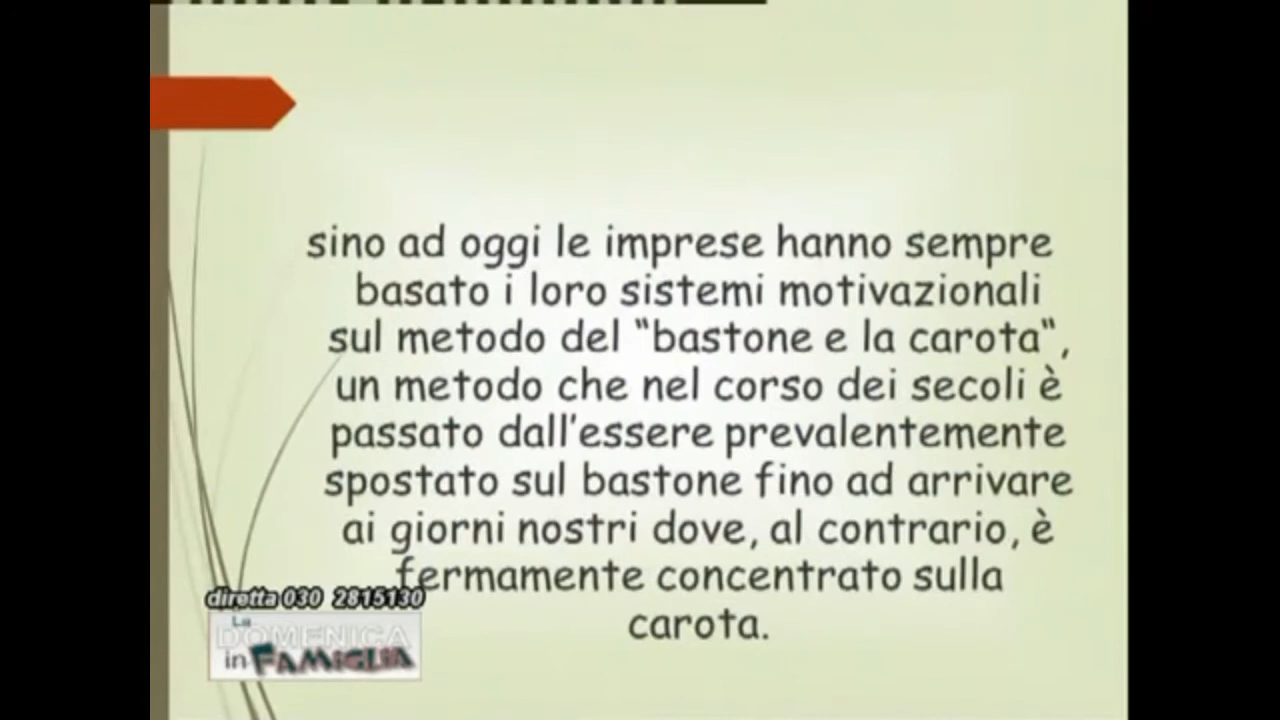 sino ad oggi le imprese hanno sempre
basato i loro sistemi motivazionali
sul metodo del “bastone e la carota“,
un metodo che nel corso dei secoli è
passato dall’essere prevalentemente
spostato sul bastone fino ad arrivare
ai giorni nostri dove, al contrario, è
fermamente concentrato sulla
carota.
diretta 030 2815130
La
DOMENICA
in FAMIGLIA